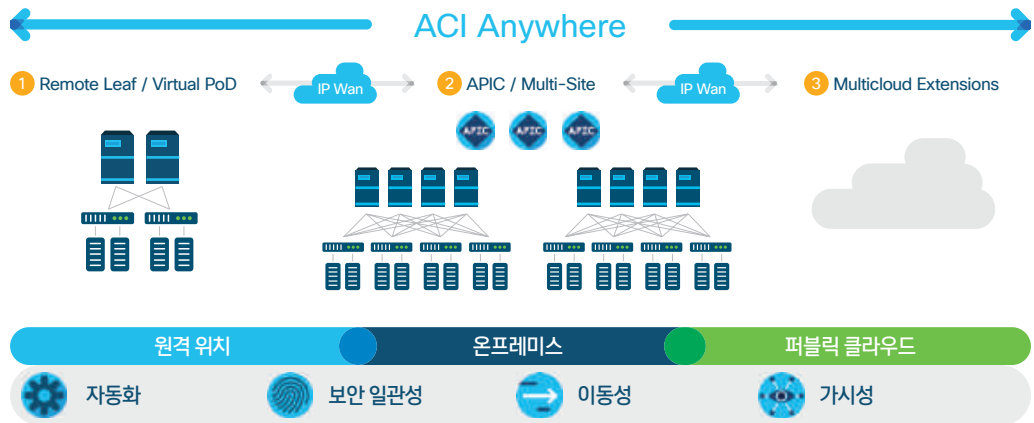 ACI Anywhere
1 Remote Leaf / Virtual PoD
IP Wan
2 APIC / Multi-Site
IP Wan
3 Multicloud Extensions
APIC
APIC
APIC
원격 위치
온프레미스
퍼블릭 클라우드
자동화
보안 일관성
이동성
가시성